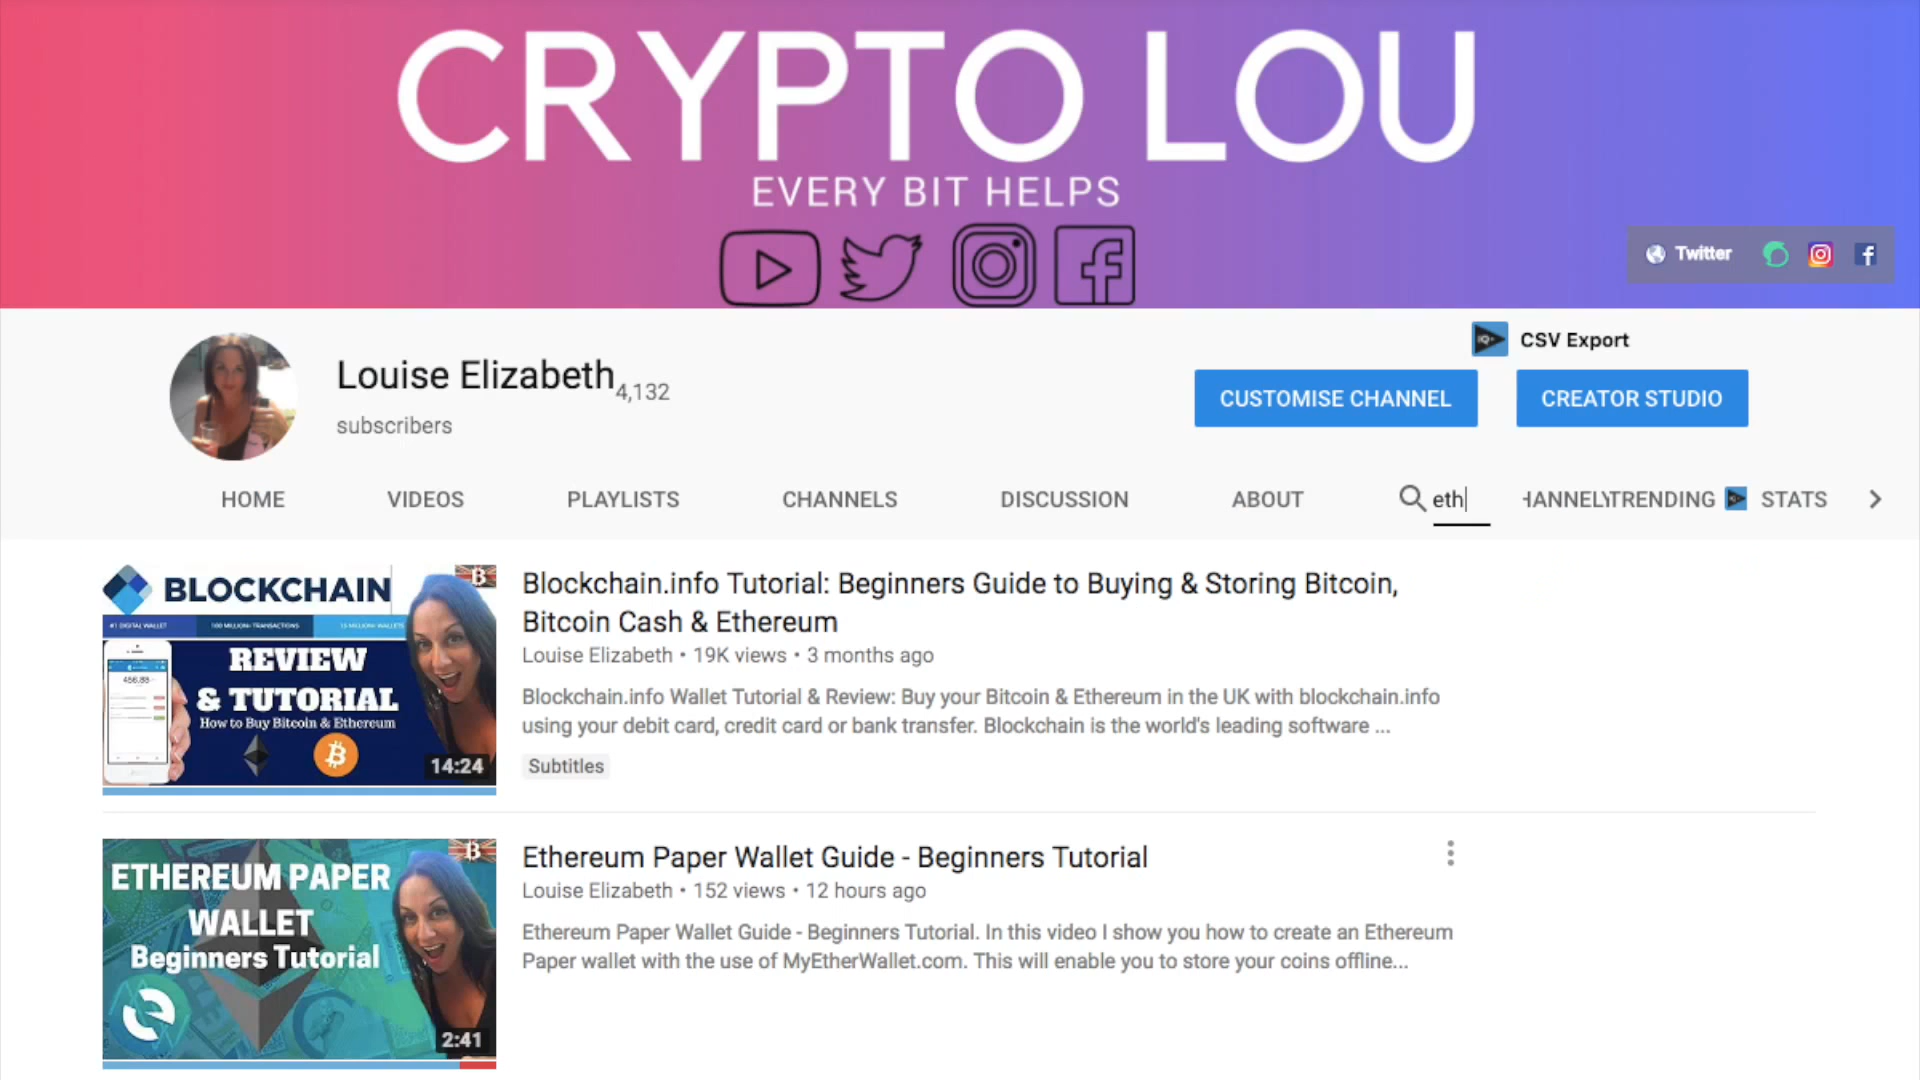 CRYPTO LOU
EVERY BIT HELPS
Twitter
CSV Export
Louise Elizabeth 4,132
subscribers
CUSTOMISE CHANNEL
CREATOR STUDIO
HOME
VIDEOS
PLAYLISTS
CHANNELS
DISCUSSION
ABOUT
eth
TRENDING
STATS
BLOCKCHAIN
#1 DIGITAL WALLET
100 MILLION+ TRANSACTIONS
REVIEW
& TUTORIAL
How to Buy Bitcoin & Ethereum
14:24
Blockchain.info Tutorial: Beginners Guide to Buying & Storing Bitcoin,
Bitcoin Cash & Ethereum
Louise Elizabeth • 19K views • 3 months ago
Blockchain.info Wallet Tutorial & Review: Buy your Bitcoin & Ethereum in the UK with blockchain.info
using your debit card, credit card or bank transfer. Blockchain is the world's leading software ...
Subtitles
ETHEREUM PAPER
WALLET
Beginners Tutorial
2:41
Ethereum Paper Wallet Guide - Beginners Tutorial
Louise Elizabeth • 152 views • 12 hours ago
Ethereum Paper Wallet Guide - Beginners Tutorial. In this video I show you how to create an Ethereum
Paper wallet with the use of MyEtherWallet.com. This will enable you to store your coins offline...